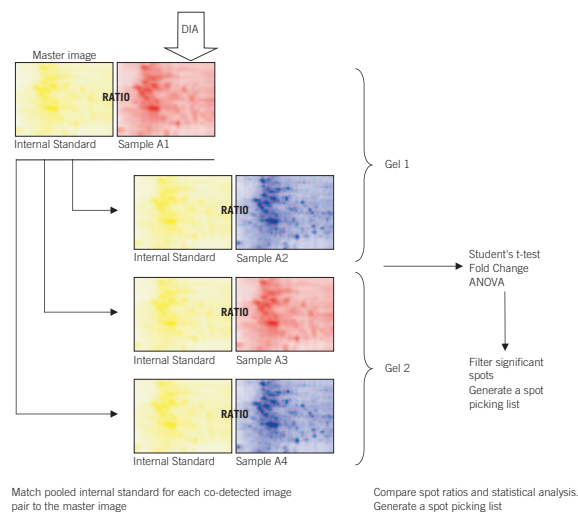 DIA
Master image
RATIO
Internal Standard Sample A1
Gel 1
RATIO
Internal Standard Sample A2
Student's t-test
Fold Change
ANOVA
RATIO
Internal Standard Sample A3
Gel 2
Filter significant
spots
Generate a spot
picking list
RATIO
Internal Standard Sample A4
Match pooled internal standard for each co-detected image
pair to the master image
Compare spot ratios and statistical analysis.
Generate a spot picking list